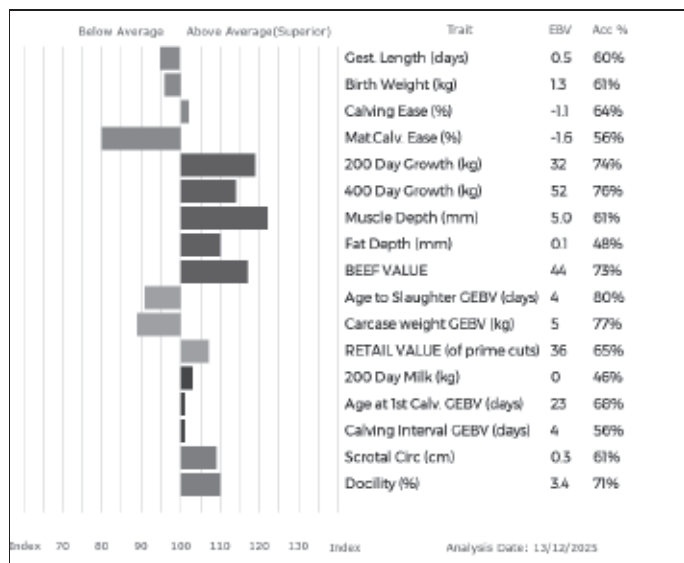 Below Average Above Average(Superior) Trait EBV Acc %
Gest. Length (days) 0.5 60%
Birth Weight (kg) 1.3 61%
Calving Ease (%) -1.1 64%
Mat.Calv. Ease (%) -1.6 56%
200 Day Growth (kg) 32 74%
400 Day Growth (kg) 52 76%
Muscle Depth (mm) 5.0 61%
Fat Depth (mm) 0.1 48%
BEEF VALUE 44 73%
Age to Slaughter GEBV (days) 4 80%
Carcase weight GEBV (kg) 5 77%
RETAIL VALUE (of prime cuts) 36 65%
200 Day Milk (kg) 0 46%
Age at 1st Calv. GEBV (days) 23 68%
Calving Interval GEBV (days) 4 56%
Scrotal Circ (cm) 0.3 61%
Docility (%) 3.4 71%
Index 70 80 90 100 110 120 130 Index Analysis Date: 13/12/2025